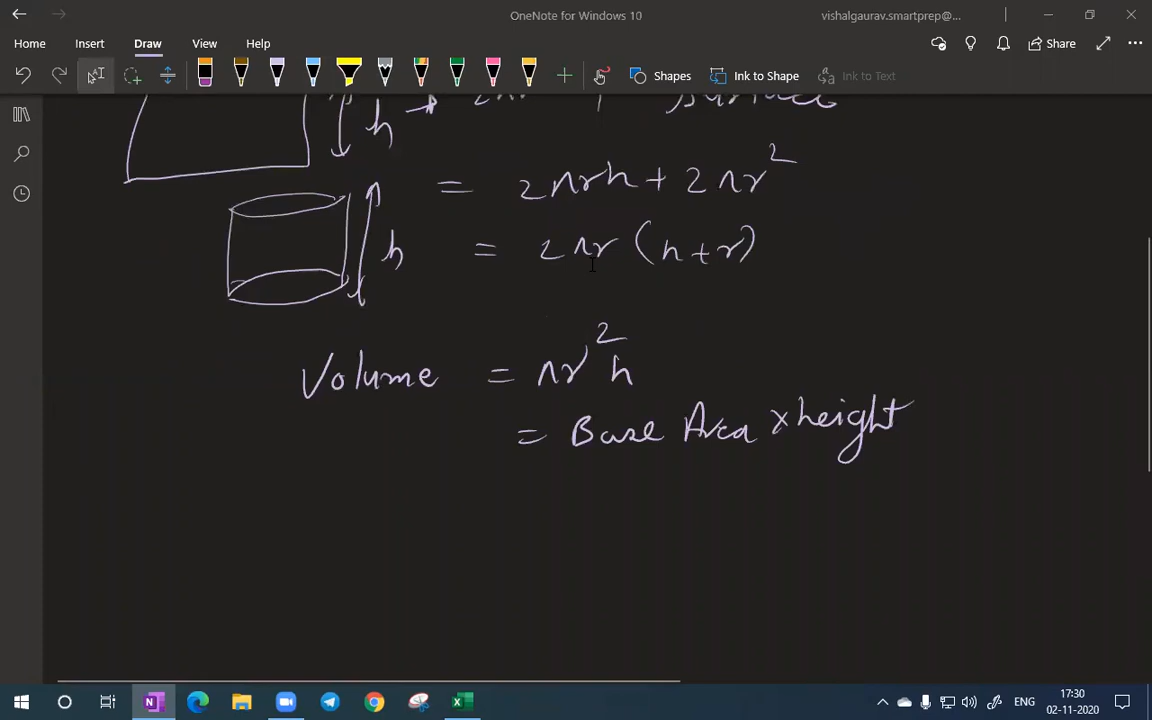 OneNote for Windows 10
vishalgaurav.smartprep@...
Home Insert Draw View Help
Share
Shapes
Ink to Shape
Ink to Text
h → surface
= 2πrh + 2πr²
h = 2πr (h+r)
Volume = πr²h
= Base Area × height
ENG
17:30
02-11-2020